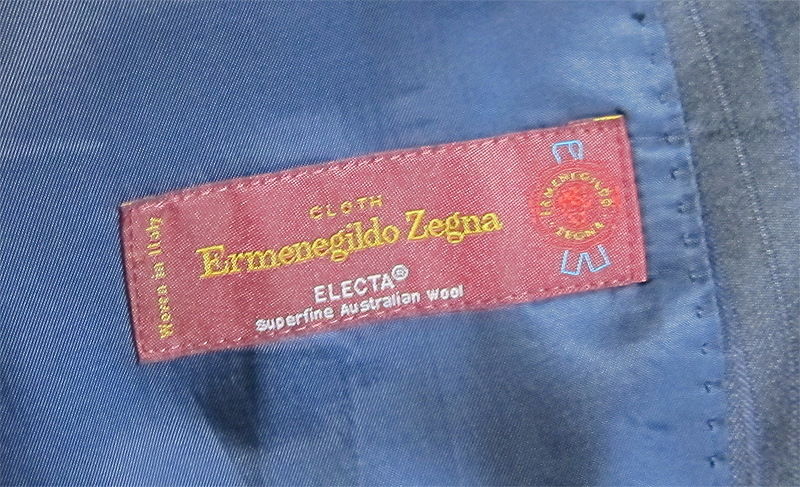 Woven in Italy
CLOTH
Ermenegildo Zegna
ELECTA®
Superfine Australian Wool
ERMENEGILDO
ZEGNA